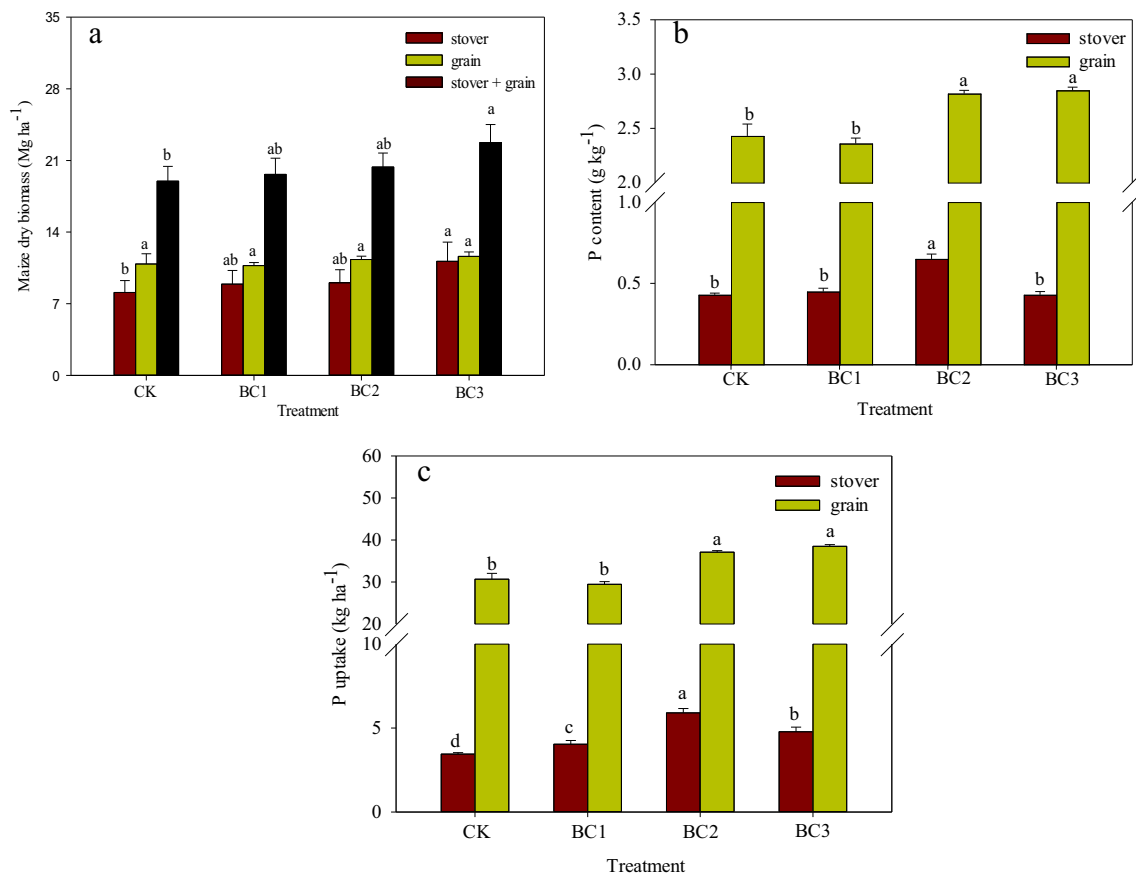 a
Maize dry biomass (Mg ha-1)
35
28
21
14
7
0
stover
grain
stover + grain
b a b
ab a ab
ab a ab
a a a
CK BC1 BC2 BC3
Treatment
b
P content (g kg-1)
3.5
3.0
2.5
2.0
1.0
0.5
0.0
stover
grain
b b a a
b b a b
CK BC1 BC2 BC3
Treatment
c
P uptake (kg ha-1)
60
50
40
30
20
10
5
0
stover
grain
b b a a
d c a b
CK BC1 BC2 BC3
Treatment